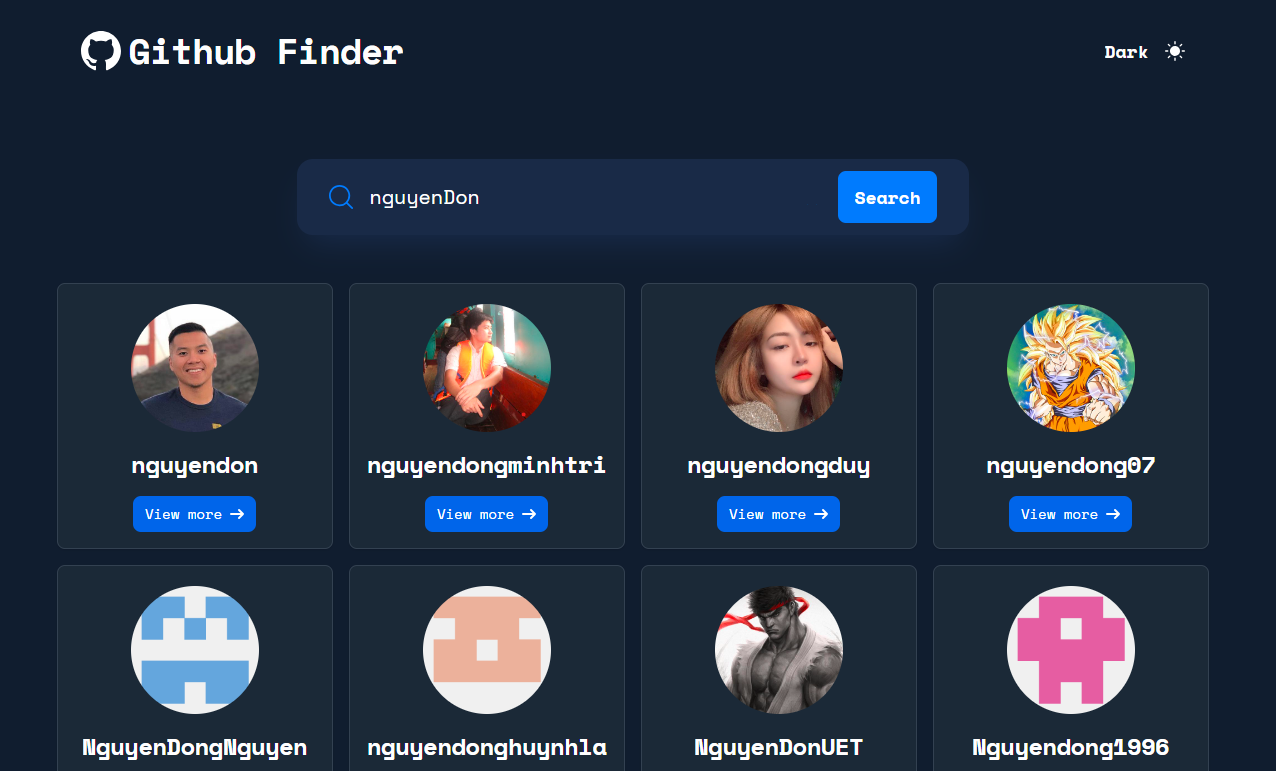 Github Finder
Dark
nguyenDon
Search
nguyendon
nguyendongminhtri
nguyendongduy
nguyendong07
View more
View more
View more
View more
NguyenDongNguyen
nguyendonghuynhla
NguyenDonUET
Nguyendong1996